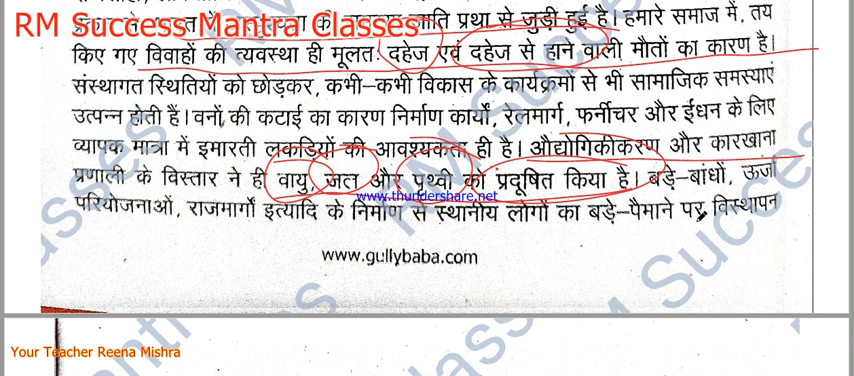 RM Success Mantra Classes
जाति प्रथा से जुड़ी हुई है। हमारे समाज में, तय
किए गए विवाहों की व्यवस्था ही मूलतः दहेज एवं दहेज से होने वाली मौतों का कारण है।
संस्थागत स्थितियों को छोड़कर, कभी–कभी विकास के कार्यक्रमों से भी सामाजिक समस्याएं
उत्पन्न होती हैं। वनों की कटाई का कारण निर्माण कार्यों, रेलमार्ग, फर्नीचर और ईंधन के लिए
व्यापक मात्रा में इमारती लकड़ियों की आवश्यकता ही है। औद्योगिकीकरण और कारखाना
प्रणाली के विस्तार ने ही वायु, जल और पृथ्वी को प्रदूषित किया है। बड़े–बांधों, ऊर्जा
www.thundershare.net
परियोजनाओं, राजमार्गों इत्यादि के निर्माण से स्थानीय लोगों का बड़े–पैमाने पर विस्थापन
www.gullybaba.com
Your Teacher Reena Mishra